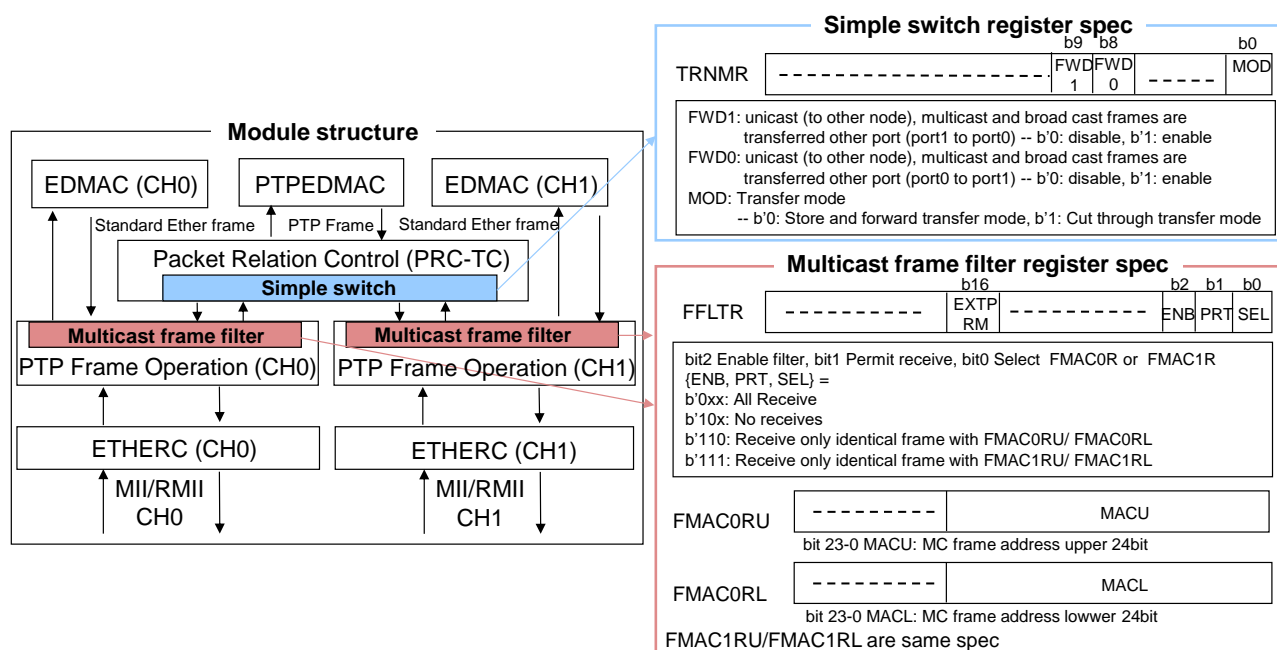 Module structure
EDMAC (CH0)
PTPEDMAC
EDMAC (CH1)
Standard Ether frame
PTP Frame
Standard Ether frame
Packet Relation Control (PRC-TC)
Simple switch
Multicast frame filter
Multicast frame filter
PTP Frame Operation (CH0)
PTP Frame Operation (CH1)
ETHERC (CH0)
ETHERC (CH1)
MII/RMII
CH0
MII/RMII
CH1
Simple switch register spec
b9 b8 b0
TRNMR
FWD
1
FWD
0
MOD
FWD1: unicast (to other node), multicast and broad cast frames are
transferred other port (port1 to port0) -- b'0: disable, b'1: enable
FWD0: unicast (to other node), multicast and broad cast frames are
transferred other port (port0 to port1) -- b'0: disable, b'1: enable
MOD: Transfer mode
-- b'0: Store and forward transfer mode, b'1: Cut through transfer mode
Multicast frame filter register spec
b16 b2 b1 b0
FFLTR
EXTP
RM
ENB PRT SEL
bit2 Enable filter, bit1 Permit receive, bit0 Select FMAC0R or FMAC1R
{ENB, PRT, SEL} =
b'0xx: All Receive
b'10x: No receives
b'110: Receive only identical frame with FMAC0RU/ FMAC0RL
b'111: Receive only identical frame with FMAC1RU/ FMAC1RL
FMAC0RU
MACU
bit 23-0 MACU: MC frame address upper 24bit
FMAC0RL
MACL
bit 23-0 MACL: MC frame address lowwer 24bit
FMAC1RU/FMAC1RL are same spec